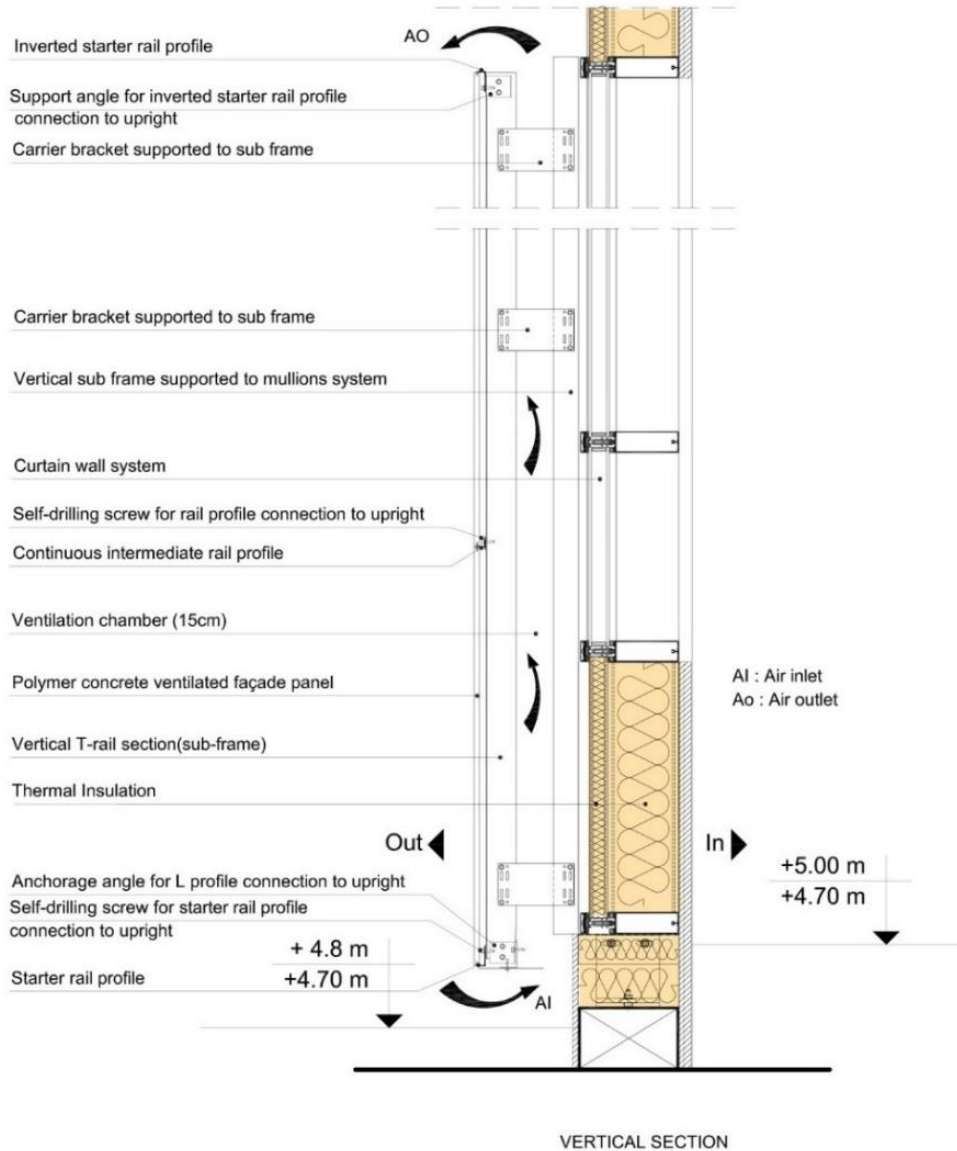 AO
Inverted starter rail profile
Support angle for inverted starter rail profile
connection to upright
Carrier bracket supported to sub frame
Carrier bracket supported to sub frame
Vertical sub frame supported to mullions system
Curtain wall system
Self-drilling screw for rail profile connection to upright
Continuous intermediate rail profile
Ventilation chamber (15cm)
Polymer concrete ventilated façade panel
AI : Air inlet
Ao : Air outlet
Vertical T-rail section(sub-frame)
Thermal Insulation
Out
In
+5.00 m
+4.70 m
Anchorage angle for L profile connection to upright
Self-drilling screw for starter rail profile
connection to upright
+ 4.8 m
+4.70 m
Starter rail profile
AI
VERTICAL SECTION